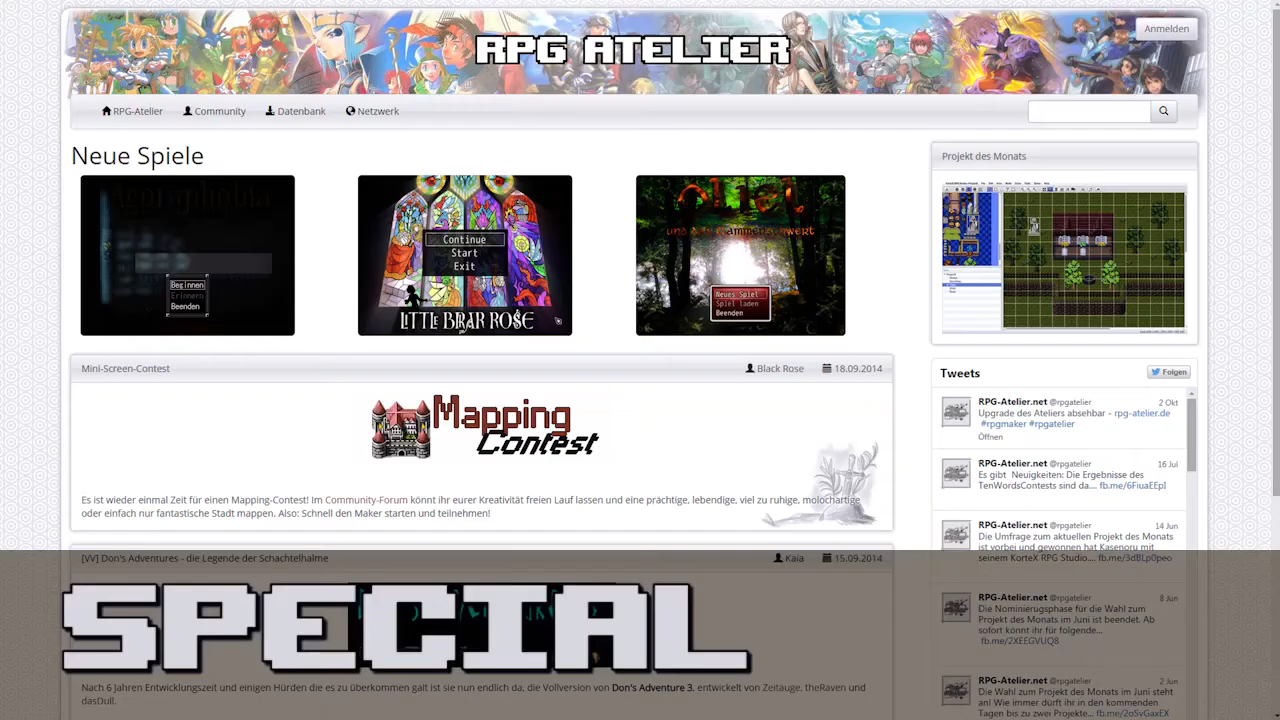 RPG ATELIER
Anmelden
RPG-Atelier Community Datenbank Netzwerk
Neue Spiele
Beginnen
Erinnern
Beenden
Continue
Start
Exit
LITTLE BRIAR ROSE
Neues Spiel
Spiel laden
Beenden
Projekt des Monats
Mini-Screen-Contest Black Rose 18.09.2014
Mapping
Contest
Es ist wieder einmal Zeit für einen Mapping-Contest! Im Community-Forum könnt ihr eurer Kreativität freien Lauf lassen und eine prächtige, lebendige, viel zu ruhige, molochartige
oder einfach nur fantastische Stadt mappen. Also: Schnell den Maker starten und teilnehmen!
[VV] Don's Adventures - die Legende der Schachtelhalme Kaia 15.09.2014
SPECIAL
Nach 6 Jahren Entwicklungszeit und einigen Hürden die es zu überkommen galt ist sie nun endlich da, die Vollversion von Don's Adventure 3, entwickelt von Zeitauge, theRaven und
dasDull.
Tweets Folgen
RPG-Atelier.net @rpgatelier 2 Okt
Upgrade des Ateliers absehbar - rpg-atelier.de
#rpgmaker #rpgatelier
Öffnen
RPG-Atelier.net @rpgatelier 16 Jul
Es gibt Neuigkeiten: Die Ergebnisse des
TenWordsContests sind da.... fb.me/6FiuaEEpI
RPG-Atelier.net @rpgatelier 14 Jun
Die Umfrage zum aktuellen Projekt des Monats
ist vorbei und gewonnen hat Kasenoru mit
seinem KorteX RPG Studio.... fb.me/3dBLp0peo
RPG-Atelier.net @rpgatelier 8 Jun
Die Nominierugsphase für die Wahl zum
Projekt des Monats im Juni ist beendet. Ab
sofort könnt ihr für folgende...
fb.me/2XEEGVUQ8
RPG-Atelier.net @rpgatelier 2 Jun
Die Wahl zum Projekt des Monats im Juni steht
an! Wie immer dürft ihr in den kommenden
Tagen bis zu zwei Projekte... fb.me/2oSvGaxEX